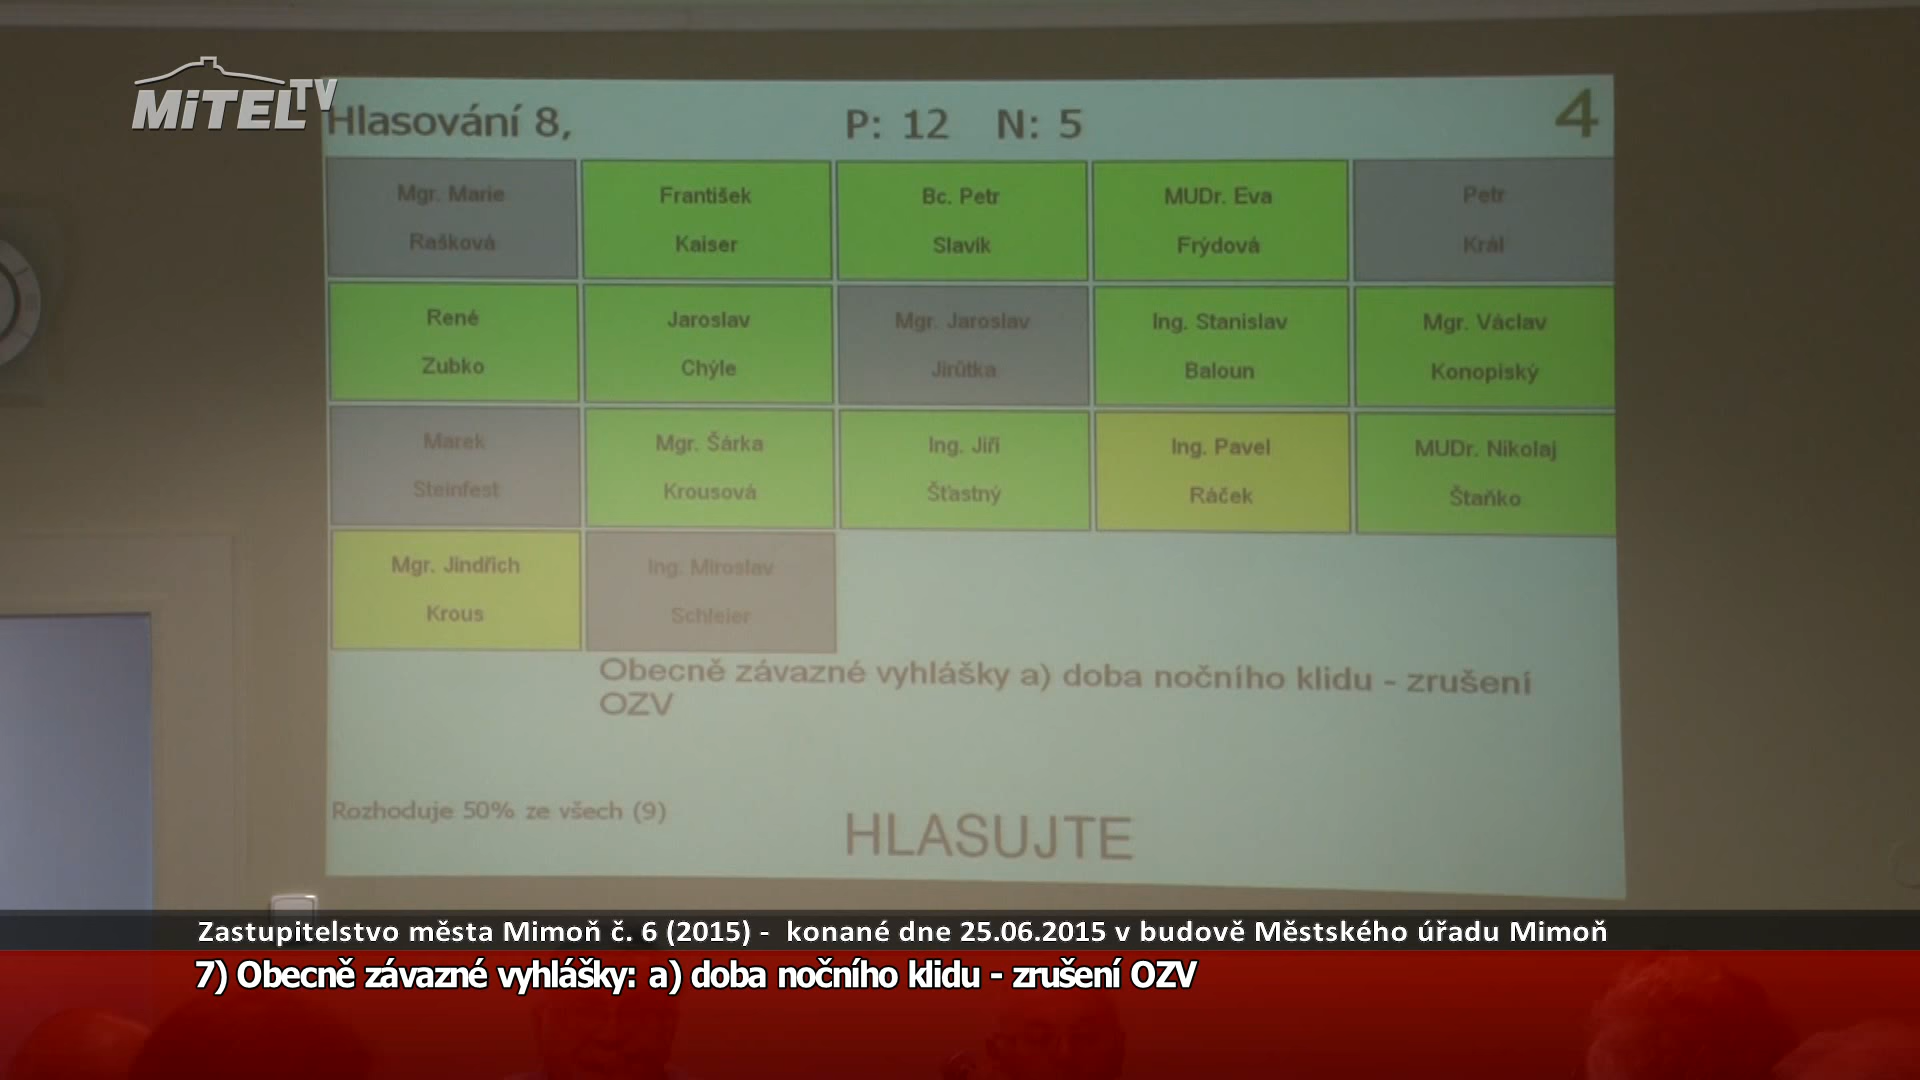 MiTEL TV
Hlasování 8,
P: 12 N: 5
4
Mgr. Marie
Rašková
František
Kaiser
Bc. Petr
Slavík
MUDr. Eva
Frýdová
Petr
Král
René
Zubko
Jaroslav
Chýle
Mgr. Jaroslav
Jirůtka
Ing. Stanislav
Baloun
Mgr. Václav
Konopiský
Marek
Steinfest
Mgr. Šárka
Krousová
Ing. Jiří
Šťastný
Ing. Pavel
Ráček
MUDr. Nikolaj
Štaňko
Mgr. Jindřich
Krous
Ing. Miroslav
Schleier
Obecně závazné vyhlášky a) doba nočního klidu - zrušení
OZV
Rozhoduje 50% ze všech (9)
HLASUJTE
Zastupitelstvo města Mimoň č. 6 (2015) - konané dne 25.06.2015 v budově Městského úřadu Mimoň
7) Obecně závazné vyhlášky: a) doba nočního klidu - zrušení OZV